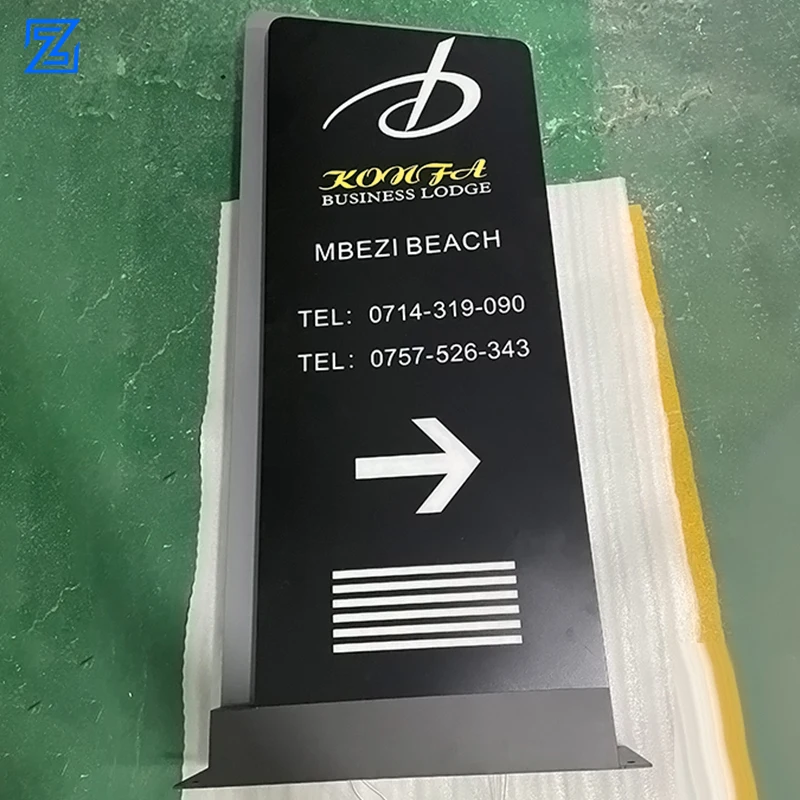 KONFA
BUSINESS LODGE
MBEZI BEACH
TEL: 0714-319-090
TEL: 0757-526-343